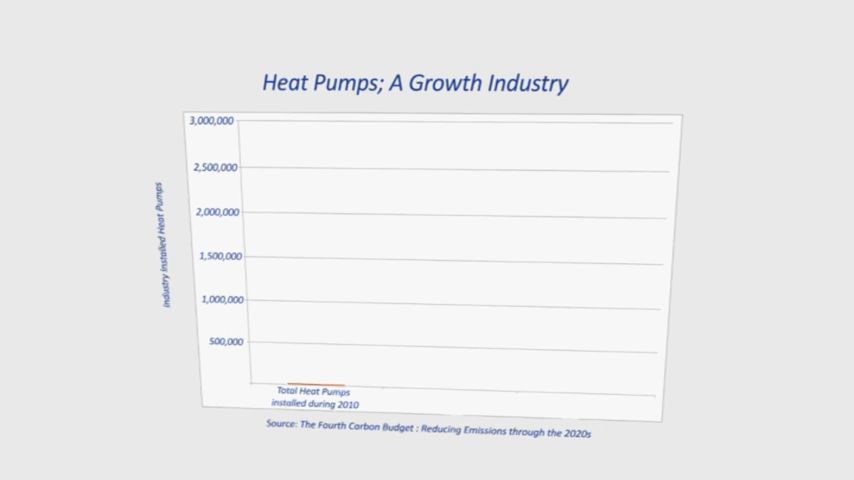 Heat Pumps; A Growth Industry
3,000,000
2,500,000
2,000,000
1,500,000
1,000,000
500,000
Industry Installed Heat Pumps
Total Heat Pumps
installed during 2010
Source: The Fourth Carbon Budget : Reducing Emissions through the 2020s